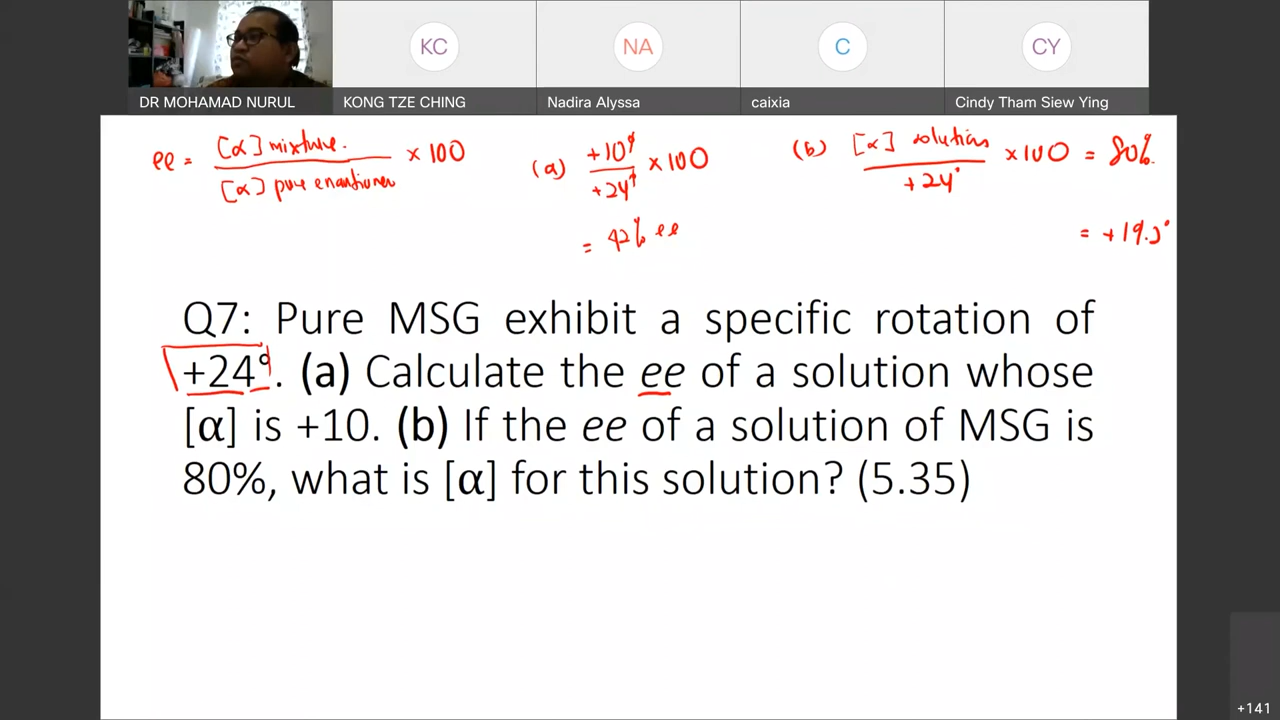 KC
NA
C
CY
DR MOHAMAD NURUL
KONG TZE CHING
Nadira Alyssa
caixia
Cindy Tham Siew Ying
ee = [α] mixture / [α] pure enantiomer × 100
(a) +10° / +24° × 100
= 42% ee
(b) [α] solution / +24° × 100 = 80%
= +19.2°
Q7: Pure MSG exhibit a specific rotation of
+24°. (a) Calculate the ee of a solution whose
[α] is +10. (b) If the ee of a solution of MSG is
80%, what is [α] for this solution? (5.35)
+141